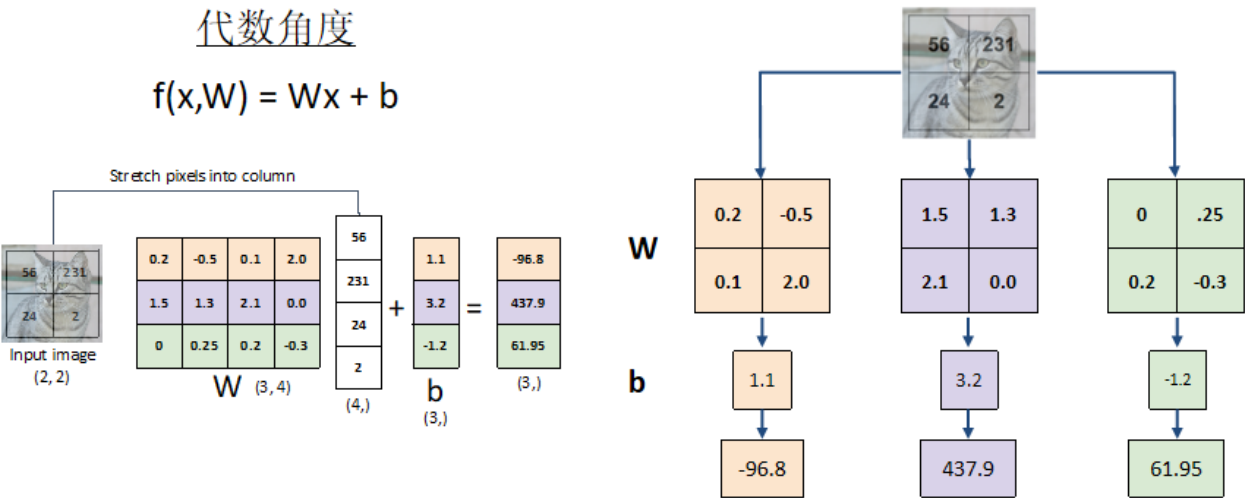 代数角度
f(x,W) = Wx + b
Stretch pixels into column
56 231
24 2
Input image
(2, 2)
0.2 -0.5 0.1 2.0
1.5 1.3 2.1 0.0
0 0.25 0.2 -0.3
W (3, 4)
56
231
24
2
(4,)
+
1.1
3.2
-1.2
b
(3,)
=
-96.8
437.9
61.95
(3,)
56 231
24 2
W
0.2 -0.5
0.1 2.0
1.5 1.3
2.1 0.0
0 .25
0.2 -0.3
b
1.1 3.2 -1.2
-96.8 437.9 61.95